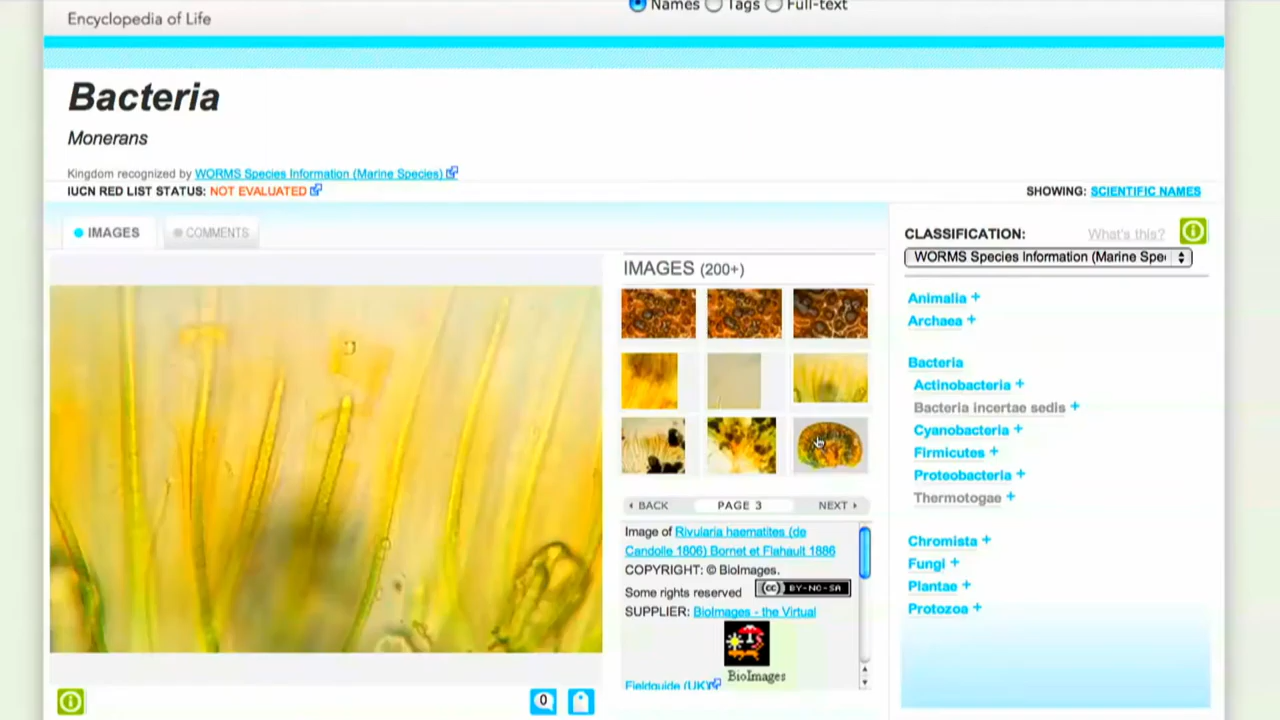 Encyclopedia of Life
Names Tags Full-text
Bacteria
Monerans
Kingdom recognized by WORMS Species Information (Marine Species)
IUCN RED LIST STATUS: NOT EVALUATED
SHOWING: SCIENTIFIC NAMES
IMAGES
COMMENTS
IMAGES (200+)
BACK PAGE 3 NEXT
Image of Rivularia haematites (de
Candolle 1806) Bornet et Flahault 1886
COPYRIGHT: © BioImages.
Some rights reserved (cc) BY-NC-SA
SUPPLIER: BioImages - the Virtual
BioImages
Fieldguide (UK)
0
CLASSIFICATION: What's this?
WORMS Species Information (Marine Spe
Animalia +
Archaea +
Bacteria
Actinobacteria +
Bacteria incertae sedis +
Cyanobacteria +
Firmicutes +
Proteobacteria +
Thermotogae +
Chromista +
Fungi +
Plantae +
Protozoa +